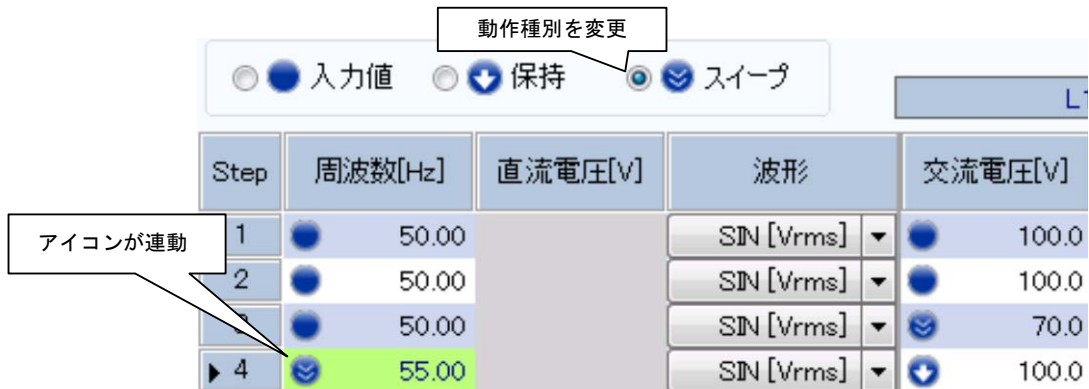 動作種別を変更
入力値 保持 スイープ
L1
Step 周波数[Hz] 直流電圧[V] 波形 交流電圧[V]
アイコンが連動
1 50.00 SIN [Vrms] 100.0
2 50.00 SIN [Vrms] 100.0
3 50.00 SIN [Vrms] 70.0
4 55.00 SIN [Vrms] 100.0